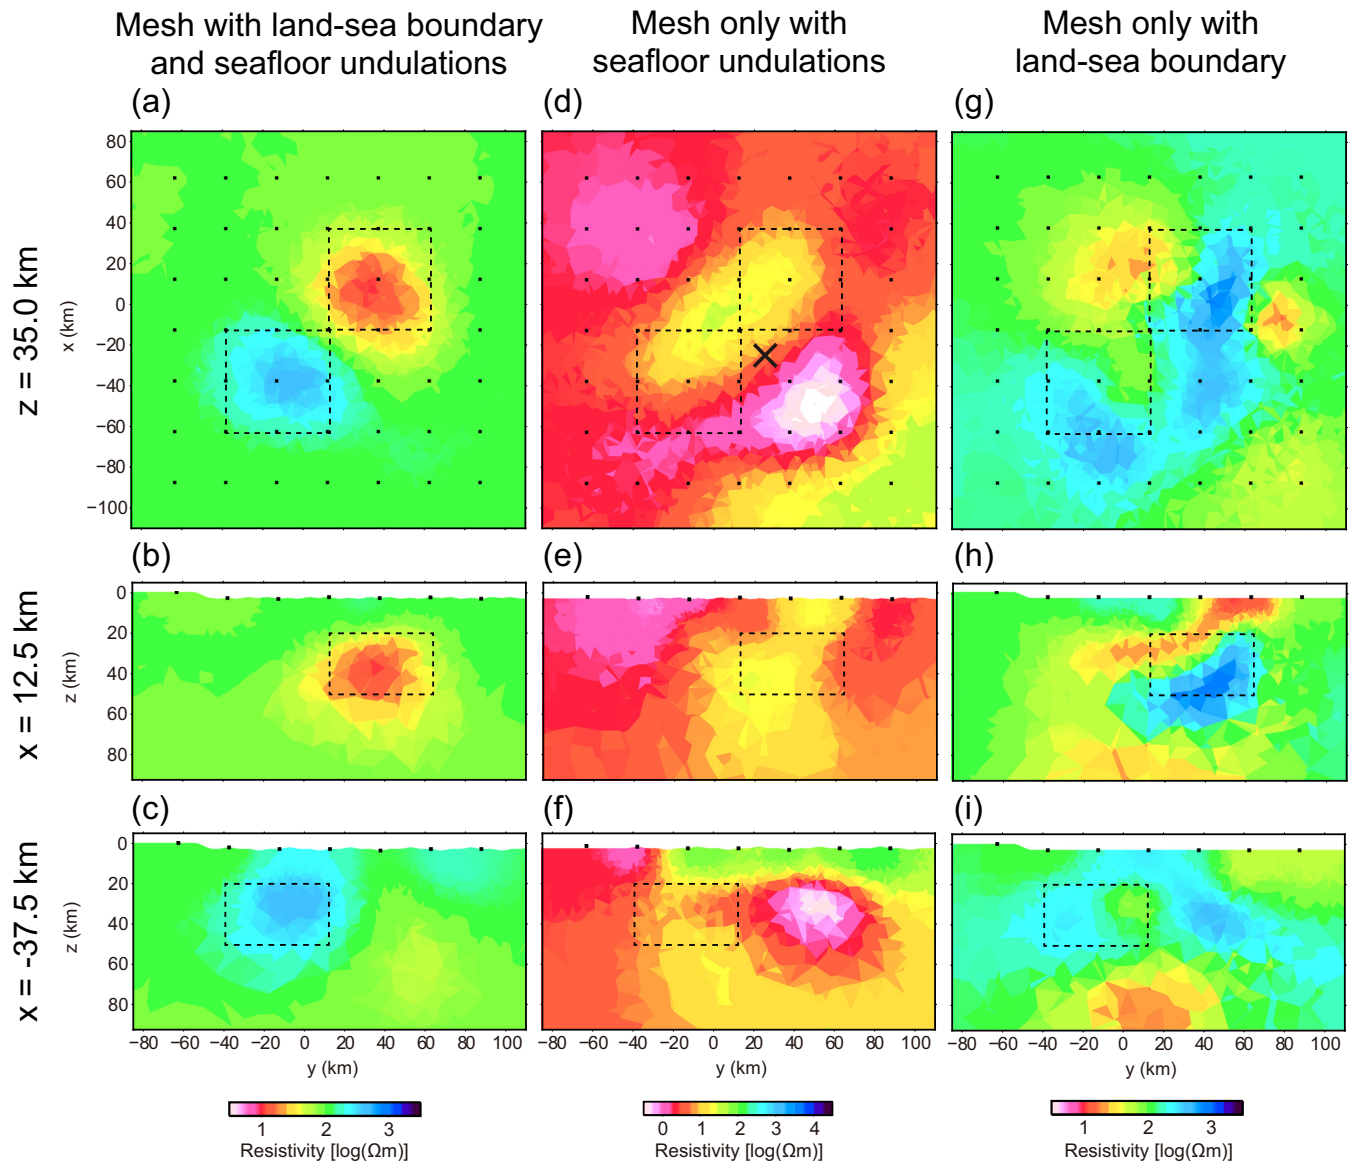 Mesh with land-sea boundary
and seafloor undulations
Mesh only with
seafloor undulations
Mesh only with
land-sea boundary
(a)
(d)
(g)
z = 35.0 km
x (km)
80
60
40
20
0
−20
−40
−60
−80
−100
(b)
(e)
(h)
x = 12.5 km
z (km)
0
20
40
60
80
(c)
(f)
(i)
x = -37.5 km
z (km)
0
20
40
60
80
−80 −60 −40 −20 0 20 40 60 80 100
−80 −60 −40 −20 0 20 40 60 80 100
−80 −60 −40 −20 0 20 40 60 80 100
y (km)
y (km)
y (km)
1 2 3
0 1 2 3 4
1 2 3
Resistivity [log(Ωm)]
Resistivity [log(Ωm)]
Resistivity [log(Ωm)]